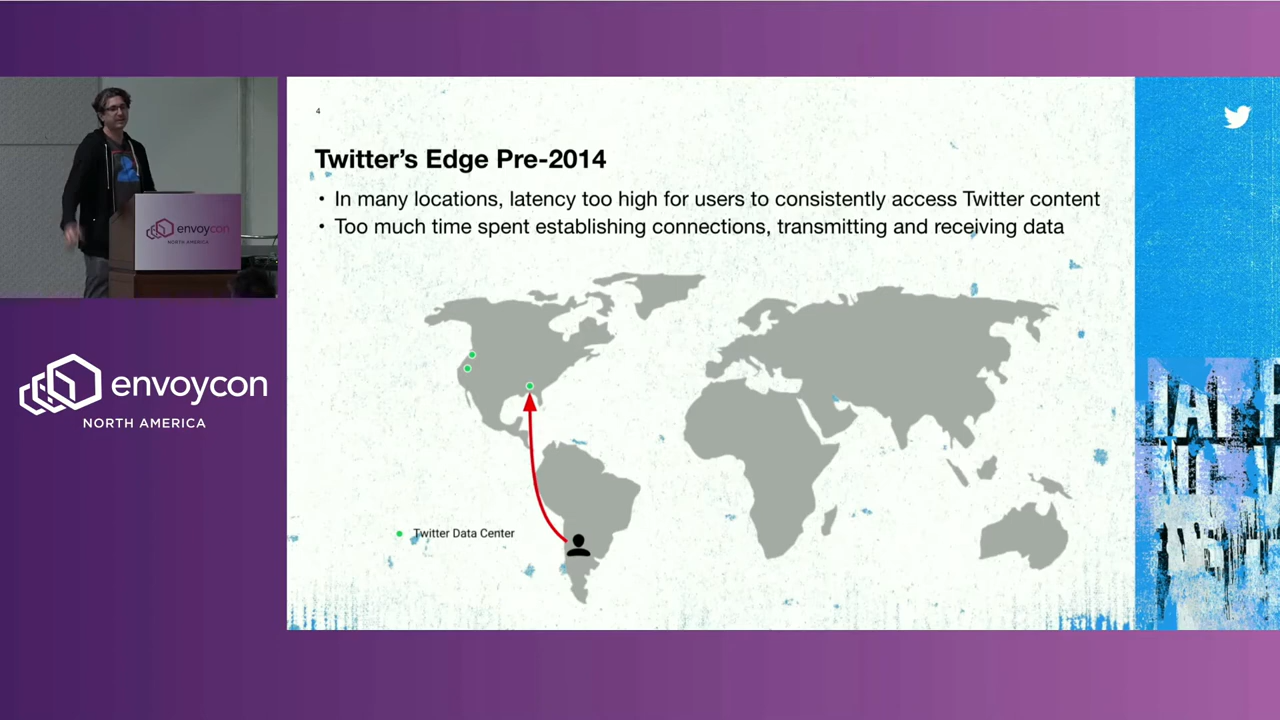 envoycon
NORTH AMERICA
envoycon
NORTH AMERICA
4
Twitter's Edge Pre-2014
• In many locations, latency too high for users to consistently access Twitter content
• Too much time spent establishing connections, transmitting and receiving data
Twitter Data Center